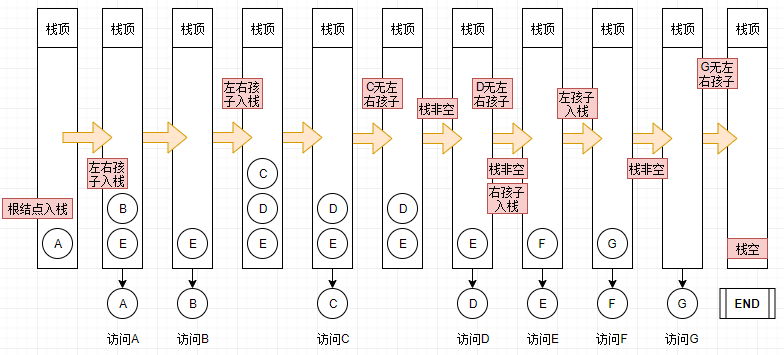 栈顶 栈顶 栈顶 栈顶 栈顶 栈顶 栈顶 栈顶 栈顶 栈顶 栈顶
G无左
右孩子
左右孩
子入栈
C无左
右孩子
D无左
右孩子
栈非空
左孩子
入栈
左右孩
子入栈
栈非空
栈非空
右孩子
入栈
C
根结点入栈
B D D D
A E E E E E E F G
栈空
A B C D E F G END
访问A 访问B 访问C 访问D 访问E 访问F 访问G